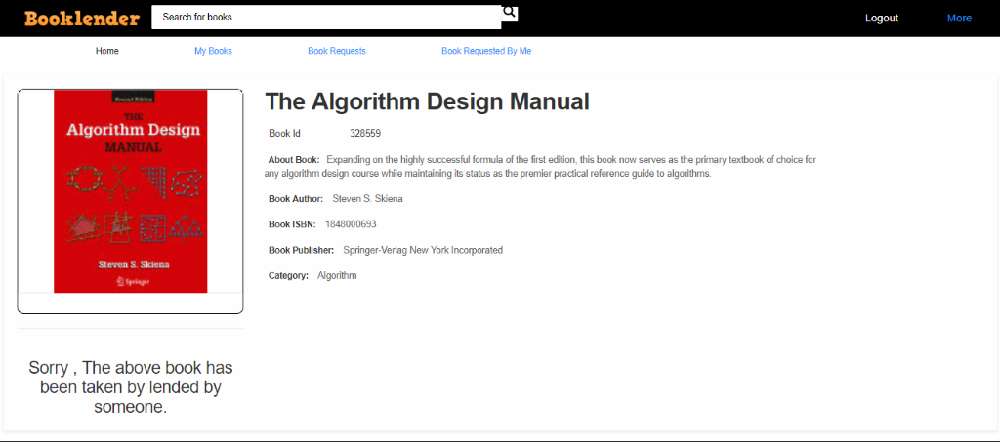 Booklender Search for books Logout More
Home My Books Book Requests Book Requested By Me
Second Edition
THE
Algorithm Design
MANUAL
Steven S. Skiena
Springer
The Algorithm Design Manual
Book Id 328559
About Book: Expanding on the highly successful formula of the first edition, this book now serves as the primary textbook of choice for
any algorithm design course while maintaining its status as the premier practical reference guide to algorithms.
Book Author: Steven S. Skiena
Book ISBN: 1848000693
Book Publisher: Springer-Verlag New York Incorporated
Category: Algorithm
Sorry , The above book has
been taken by lended by
someone.